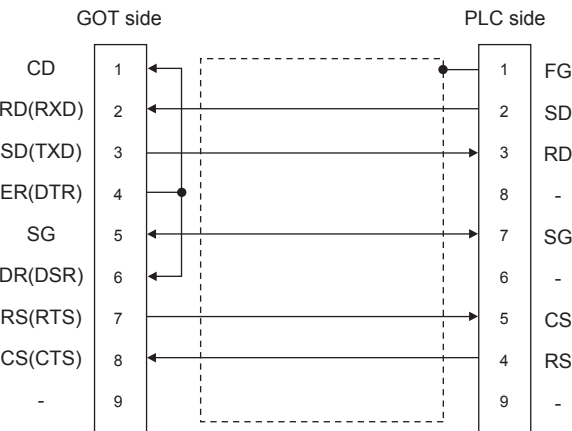 GOT side PLC side
CD 1 1 FG
RD(RXD) 2 2 SD
SD(TXD) 3 3 RD
ER(DTR) 4 8 -
SG 5 7 SG
DR(DSR) 6 6 -
RS(RTS) 7 5 CS
CS(CTS) 8 4 RS
- 9 9 -